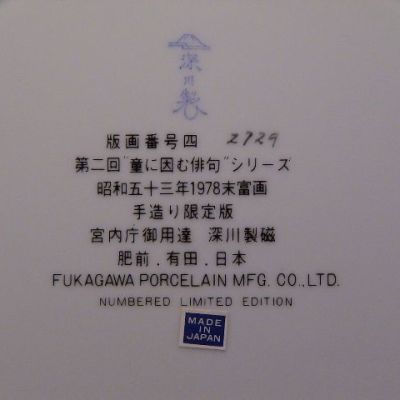 深川製
版画番号四 2729
第二回"童に因む俳句"シリーズ
昭和五十三年1978末富画
手造り限定版
宮内庁御用達 深川製磁
肥前.有田.日本
FUKAGAWA PORCELAIN MFG. CO.,LTD.
NUMBERED LIMITED EDITION
MADE
IN
JAPAN